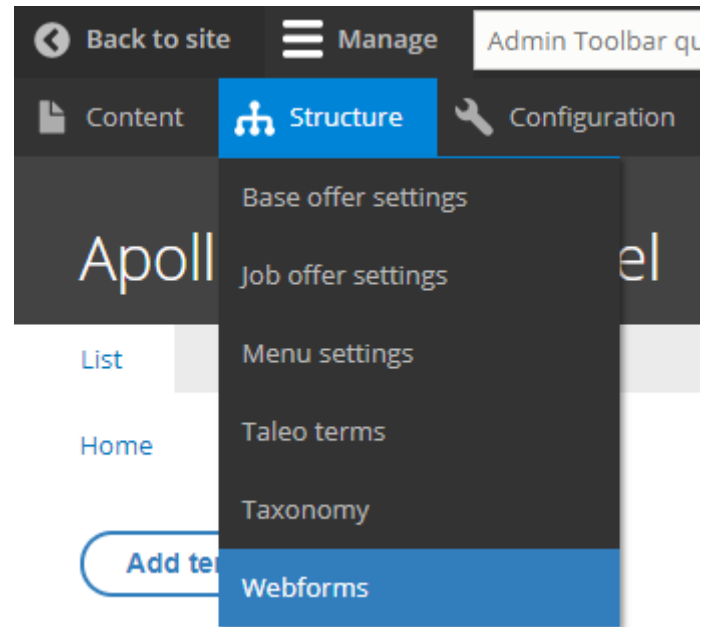 Back to site Manage Admin Toolbar qu
Content Structure Configuration
Base offer settings
Apoll el
Job offer settings
List
Menu settings
Home
Taleo terms
Taxonomy
Add te
Webforms